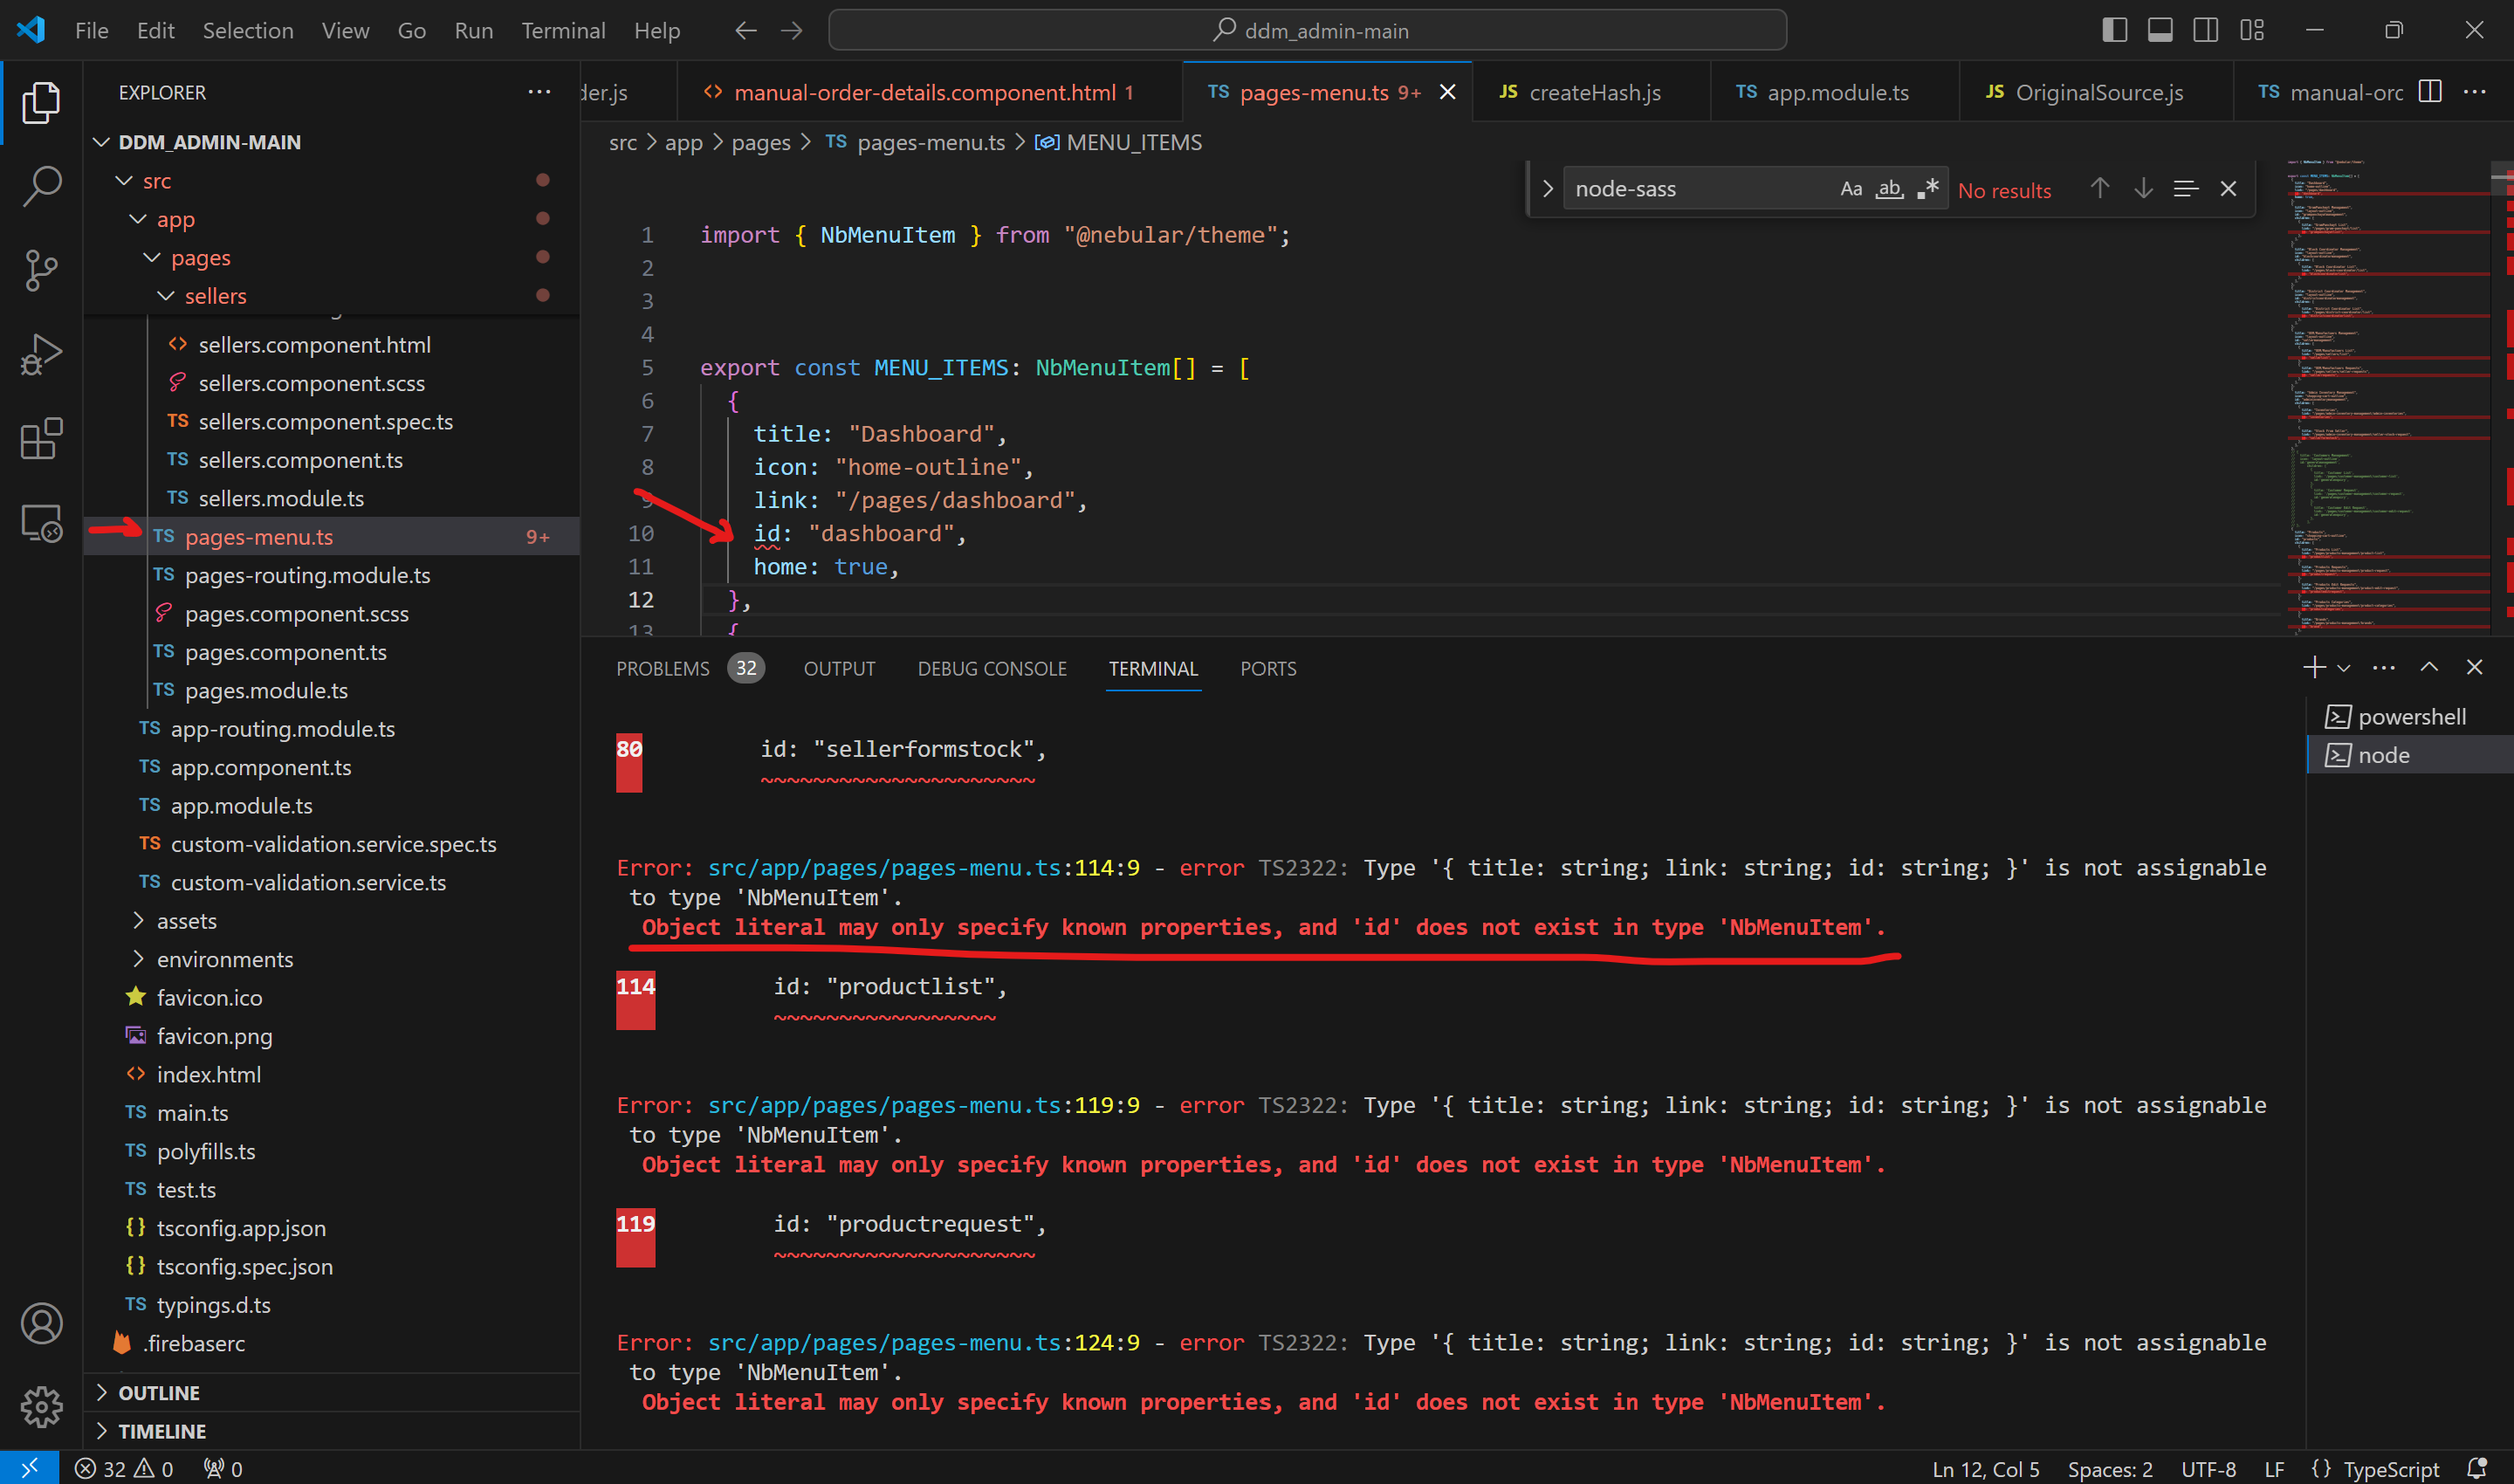 File Edit Selection View Go Run Terminal Help
ddm_admin-main
EXPLORER
DDM_ADMIN-MAIN
src
app
pages
sellers
sellers.component.html
sellers.component.scss
sellers.component.spec.ts
sellers.component.ts
sellers.module.ts
pages-menu.ts 9+
pages-routing.module.ts
pages.component.scss
pages.component.ts
pages.module.ts
app-routing.module.ts
app.component.ts
app.module.ts
custom-validation.service.spec.ts
custom-validation.service.ts
assets
environments
favicon.ico
favicon.png
index.html
main.ts
polyfills.ts
test.ts
tsconfig.app.json
tsconfig.spec.json
typings.d.ts
.firebaserc
OUTLINE
TIMELINE
der.js
manual-order-details.component.html 1
pages-menu.ts 9+
createHash.js
app.module.ts
OriginalSource.js
manual-orc
src > app > pages > pages-menu.ts > MENU_ITEMS
node-sass Aa ab .* No results
1 import { NbMenuItem } from "@nebular/theme";
2
3
4
5 export const MENU_ITEMS: NbMenuItem[] = [
6 {
7 title: "Dashboard",
8 icon: "home-outline",
9 link: "/pages/dashboard",
10 id: "dashboard",
11 home: true,
12 },
13 {
PROBLEMS 32 OUTPUT DEBUG CONSOLE TERMINAL PORTS
80 id: "sellerformstock",
~~~~~~~~~~~~~~~~~~~~~
Error: src/app/pages/pages-menu.ts:114:9 - error TS2322: Type '{ title: string; link: string; id: string; }' is not assignable
to type 'NbMenuItem'.
Object literal may only specify known properties, and 'id' does not exist in type 'NbMenuItem'.
114 id: "productlist",
~~~~~~~~~~~~~~~~~
Error: src/app/pages/pages-menu.ts:119:9 - error TS2322: Type '{ title: string; link: string; id: string; }' is not assignable
to type 'NbMenuItem'.
Object literal may only specify known properties, and 'id' does not exist in type 'NbMenuItem'.
119 id: "productrequest",
~~~~~~~~~~~~~~~~~~~~
Error: src/app/pages/pages-menu.ts:124:9 - error TS2322: Type '{ title: string; link: string; id: string; }' is not assignable
to type 'NbMenuItem'.
Object literal may only specify known properties, and 'id' does not exist in type 'NbMenuItem'.
powershell
node
32 0 0
Ln 12, Col 5 Spaces: 2 UTF-8 LF {} TypeScript